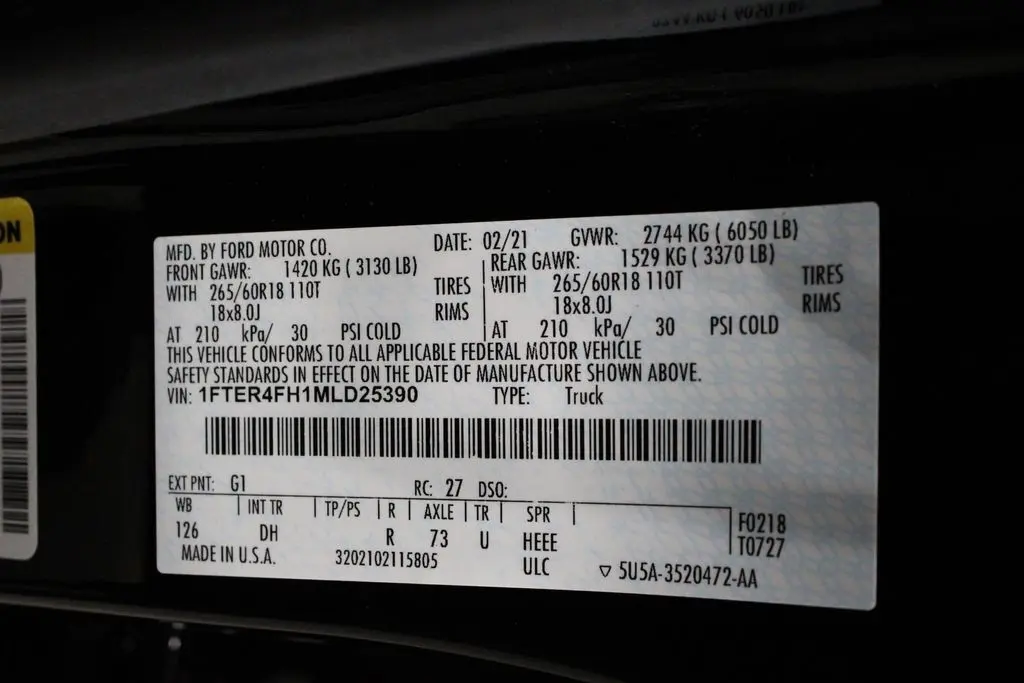 ON
MFD. BY FORD MOTOR CO. DATE: 02/21 GVWR: 2744 KG ( 6050 LB)
FRONT GAWR: 1420 KG ( 3130 LB) REAR GAWR: 1529 KG ( 3370 LB)
WITH 265/60R18 110T TIRES WITH 265/60R18 110T TIRES
18x8.0J RIMS 18x8.0J RIMS
AT 210 kPa/ 30 PSI COLD AT 210 kPa/ 30 PSI COLD
THIS VEHICLE CONFORMS TO ALL APPLICABLE FEDERAL MOTOR VEHICLE
SAFETY STANDARDS IN EFFECT ON THE DATE OF MANUFACTURE SHOWN ABOVE.
VIN: 1FTER4FH1MLD25390 TYPE: Truck
EXT PNT: G1 RC: 27 DSO:
WB INT TR TP/PS R AXLE TR SPR
126 DH R 73 U HEEE
F0218
T0727
MADE IN U.S.A. 3202102115805 ULC ▽ 5U5A-3520472-AA